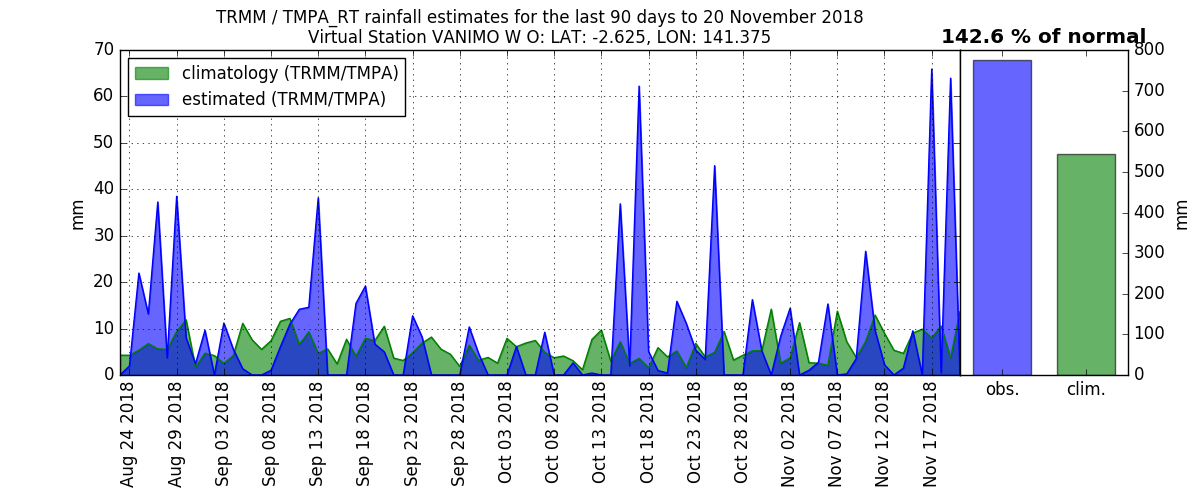 TRMM / TMPA_RT rainfall estimates for the last 90 days to 20 November 2018
Virtual Station VANIMO W O: LAT: -2.625, LON: 141.375
142.6 % of normal
climatology (TRMM/TMPA)
estimated (TRMM/TMPA)
70
60
50
40
30
20
10
0
mm
Aug 24 2018
Aug 29 2018
Sep 03 2018
Sep 08 2018
Sep 13 2018
Sep 18 2018
Sep 23 2018
Sep 28 2018
Oct 03 2018
Oct 08 2018
Oct 13 2018
Oct 18 2018
Oct 23 2018
Oct 28 2018
Nov 02 2018
Nov 07 2018
Nov 12 2018
Nov 17 2018
obs.
clim.
800
700
600
500
400
300
200
100
0
mm